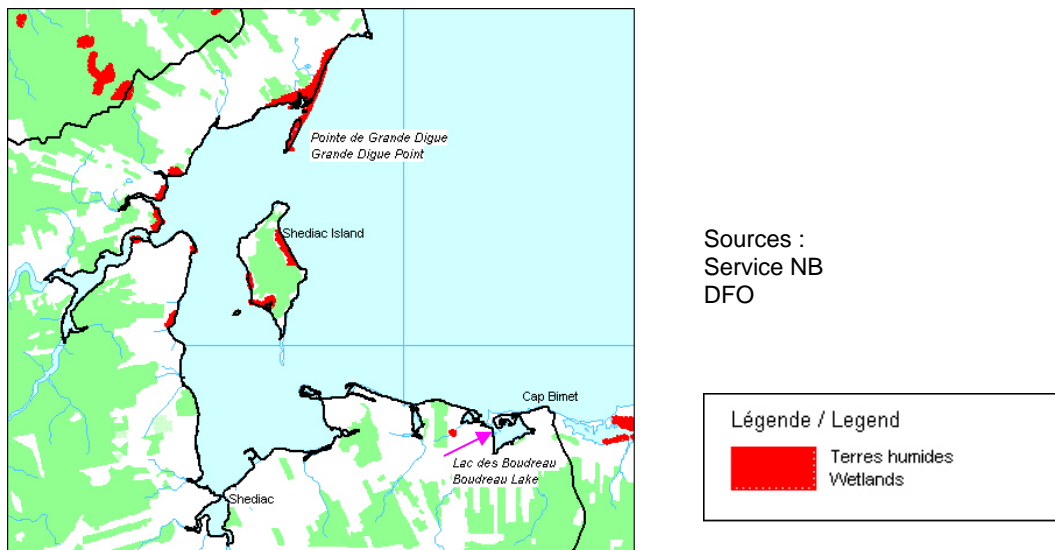 Pointe de Grande Digue
Grande Digue Point
Shediac Island
Cap Bimet
Lac des Boudreau
Boudreau Lake
Shediac
Sources :
Service NB
DFO
Légende / Legend
Terres humides
Wetlands